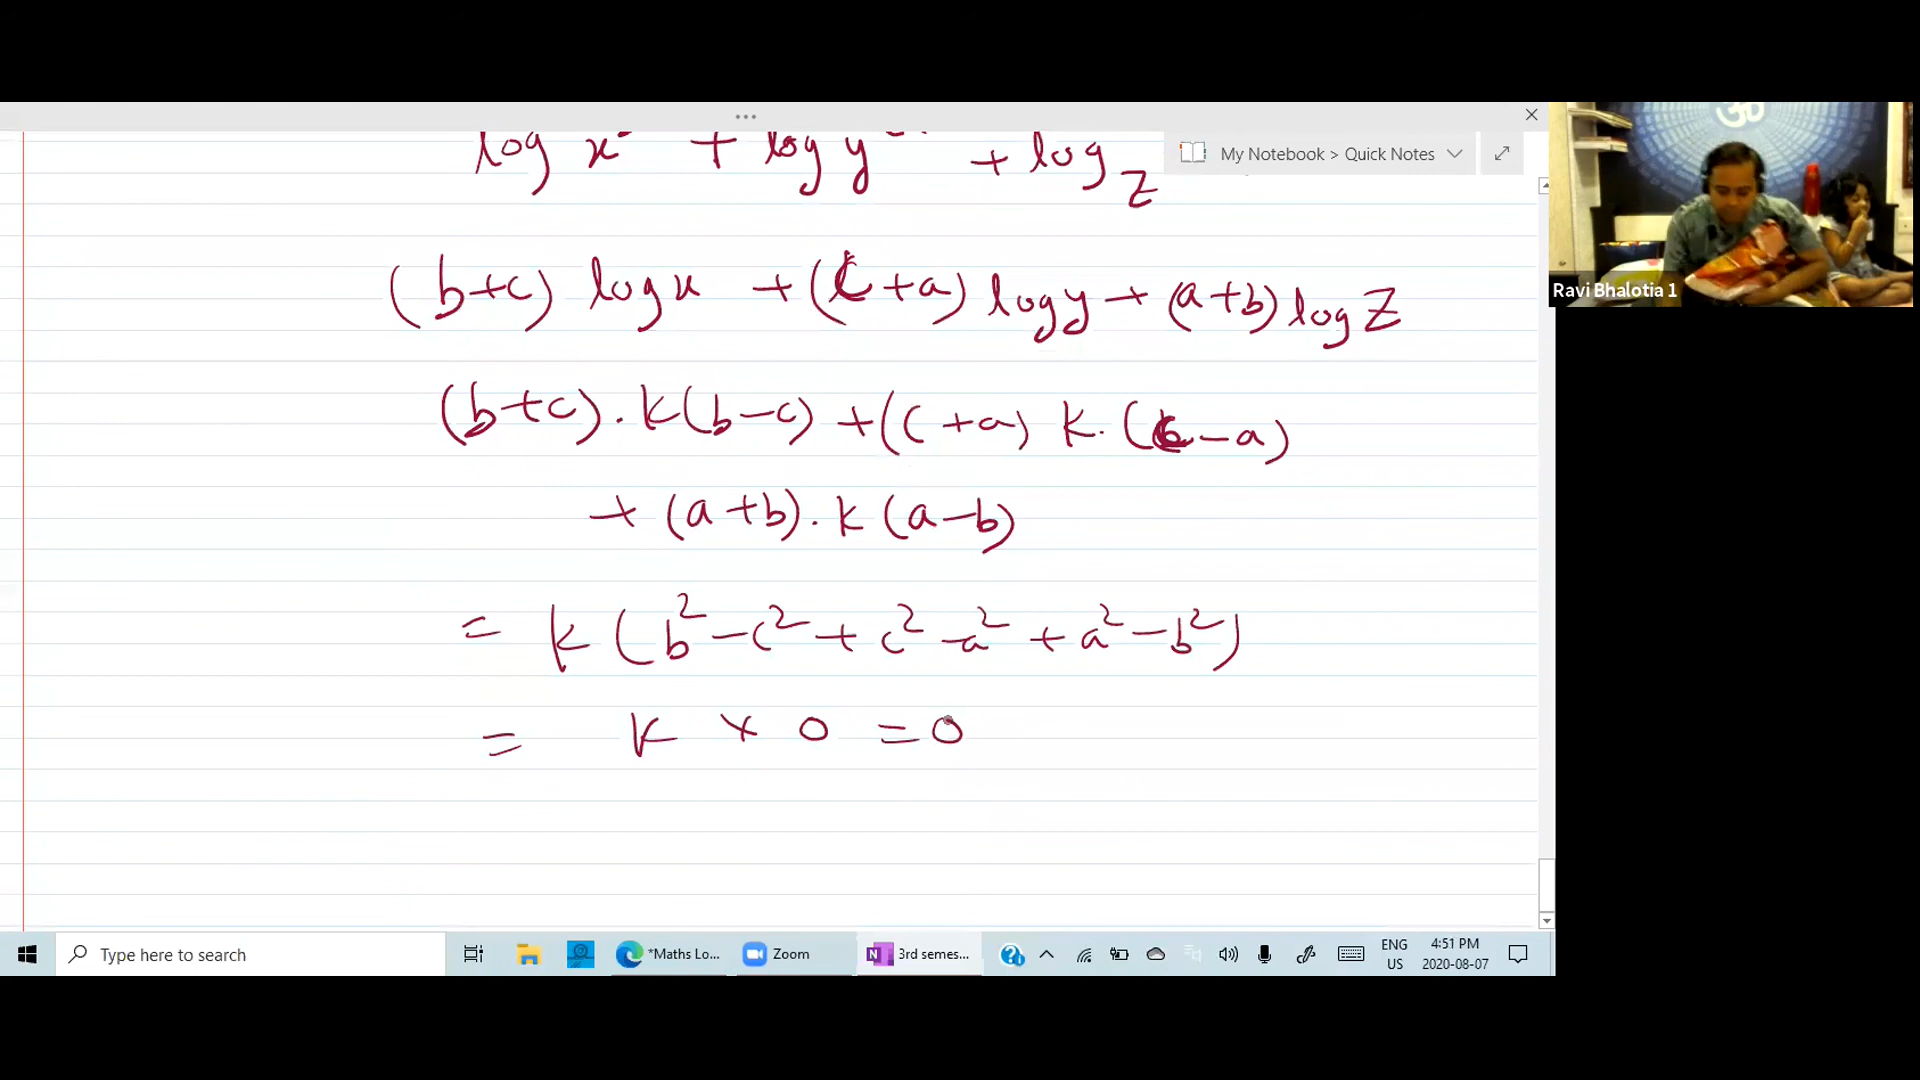 log x + log y + log z
My Notebook > Quick Notes
(b+c) log x + (c+a) log y + (a+b) log z
(b+c). k(b-c) + (c+a) k. (c-a)
+ (a+b). k (a-b)
= k (b² - c² + c² - a² + a² - b²)
= k × 0 = 0
Ravi Bhalotia 1
Type here to search
*Maths Lo...
Zoom
3rd semes...
ENG
US
4:51 PM
2020-08-07